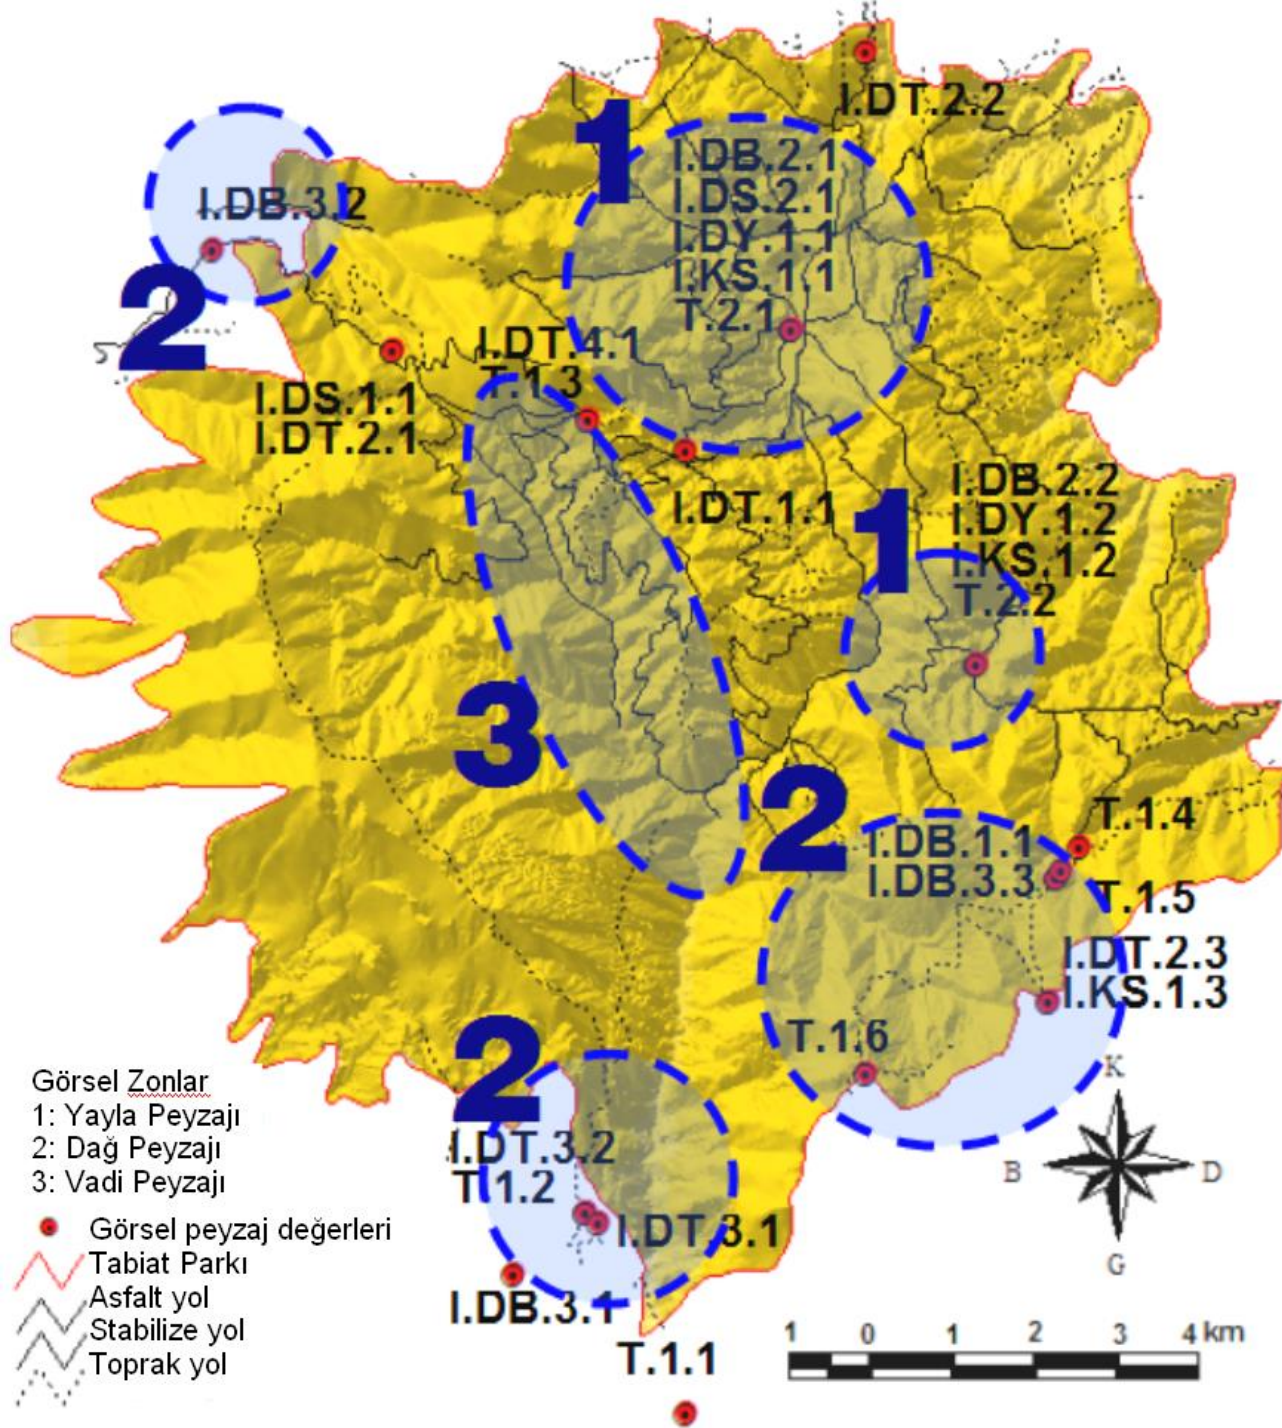 I.DT.2.2
1
I.DB.2.1
I.DS.2.1
I.DY.1.1
I.KS.1.1
T.2.1
I.DB.3.2
2
I.DT.4.1
T.1.3
I.DS.1.1
I.DT.2.1
I.DT.1.1
1
I.DB.2.2
I.DY.1.2
I.KS.1.2
T.2.2
3
2
I.DB.1.1
I.DB.3.3
T.1.4
T.1.5
I.DT.2.3
I.KS.1.3
T.1.6
2
I.DT.3.2
T.1.2
I.DT.3.1
I.DB.3.1
T.1.1
K
B
D
G
Görsel Zonlar
1: Yayla Peyzajı
2: Dağ Peyzajı
3: Vadi Peyzajı
Görsel peyzaj değerleri
Tabiat Parkı
Asfalt yol
Stabilize yol
Toprak yol
1 0 1 2 3 4 km